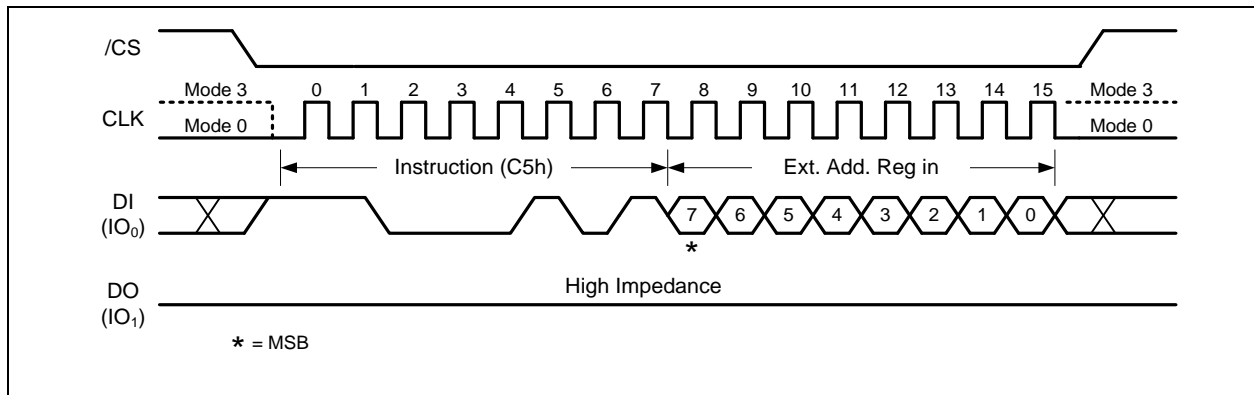 /CS
Mode 3 0 1 2 3 4 5 6 7 8 9 10 11 12 13 14 15 Mode 3
CLK
Mode 0 Mode 0
Instruction (C5h) Ext. Add. Reg in
DI
(IO₀)
7 6 5 4 3 2 1 0
*
High Impedance
DO
(IO₁)
* = MSB